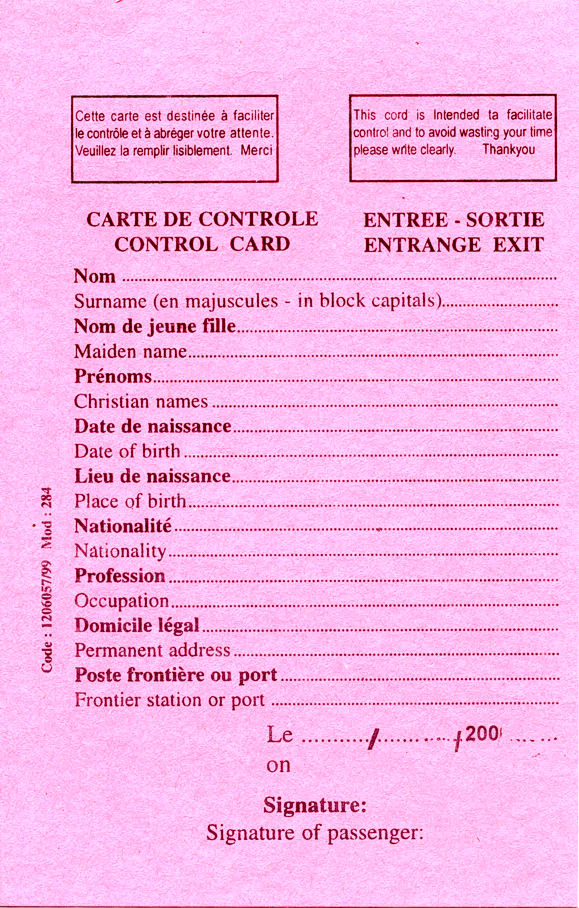 Cette carte est destinée à faciliter
le contrôle et à abréger votre attente.
Veuillez la remplir lisiblement. Merci
This cord is Intended ta facilitate
control and to avoid wasting your time
please write clearly. Thankyou
CARTE DE CONTROLE
CONTROL CARD
ENTREE - SORTIE
ENTRANGE EXIT
Nom
Surname (en majuscules - in block capitals)
Nom de jeune fille
Maiden name
Prénoms
Christian names
Date de naissance
Date of birth
Lieu de naissance
Place of birth
Nationalité
Nationality
Profession
Occupation
Domicile légal
Permanent address
Poste frontière ou port
Frontier station or port
Le ........../............/200
on
Signature:
Signature of passenger:
Code : 1206057/99 Mod : 284